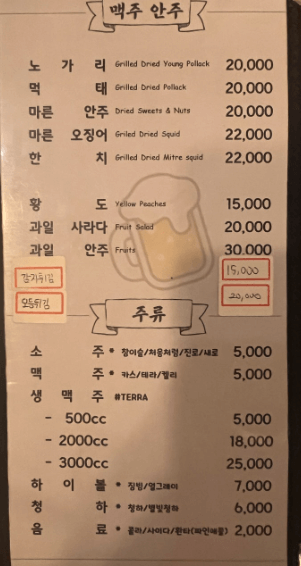 맥주 안주
노 가 리 Grilled Dried Young Pollack 20,000
먹 태 Grilled Dried Pollack 20,000
마른 안주 Dried Sweets & Nuts 20,000
마른 오징어 Griled Dried Squid 22,000
한 치 Grilled Dried Mitre squid 22,000
황 도 Yellow Peaches 15,000
과일 사라다 Fruit Salad 20,000
과일 안주 Fruits 30,000
감자튀김 15,000
모듬튀김 20,000
주류
소 주 * 참이슬/처음처럼/진로/새로 5,000
맥 주 * 카스/테라/켈리 5,000
생 맥 주 #TERRA
- 500cc 5,000
- 2000cc 18,000
- 3000cc 25,000
하 이 볼 * 짐빔/얼그레이 7,000
청 하 * 청하/별빛청하 6,000
음 료 * 콜라/사이다/환타(파인애플) 2,000